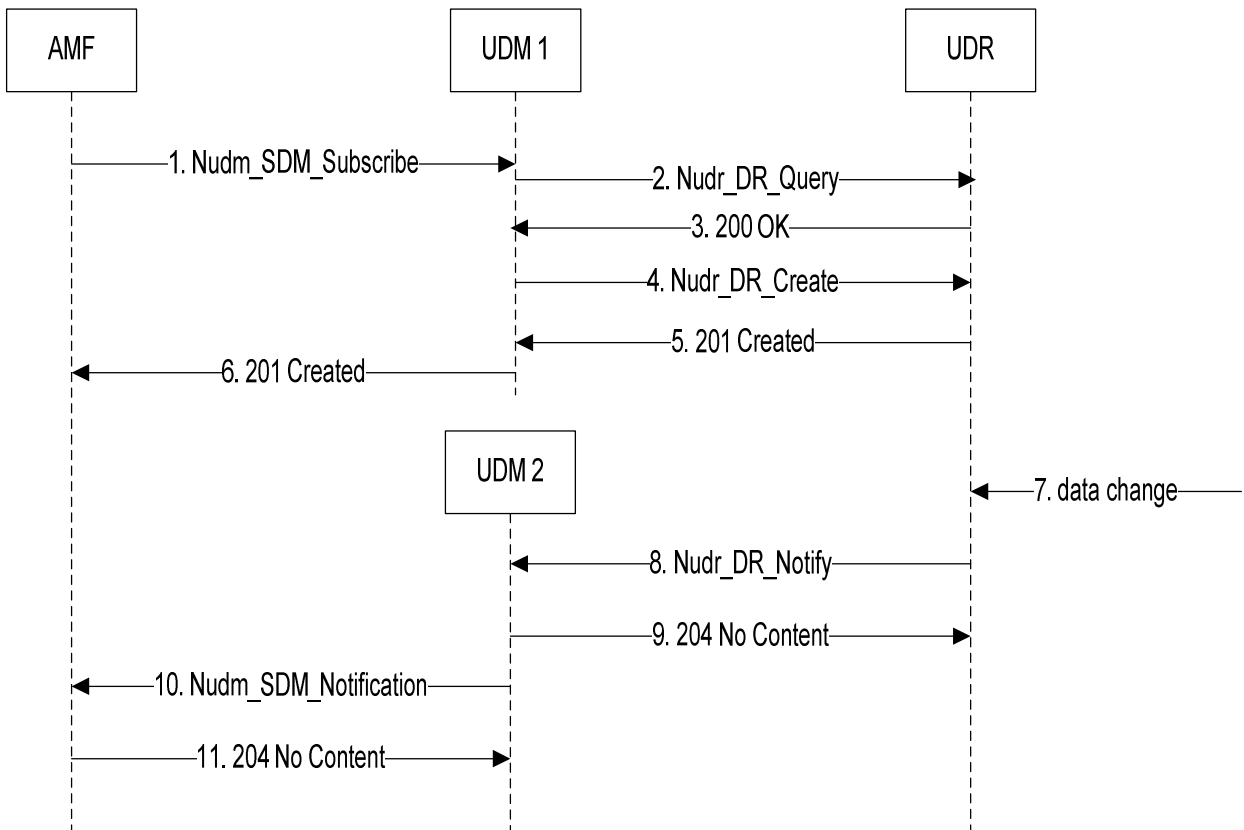 AMF
UDM 1
UDR
1. Nudm_SDM_Subscribe
2. Nudr_DR_Query
3. 200 OK
4. Nudr_DR_Create
5. 201 Created
6. 201 Created
UDM 2
7. data change
8. Nudr_DR_Notify
9. 204 No Content
10. Nudm_SDM_Notification
11. 204 No Content